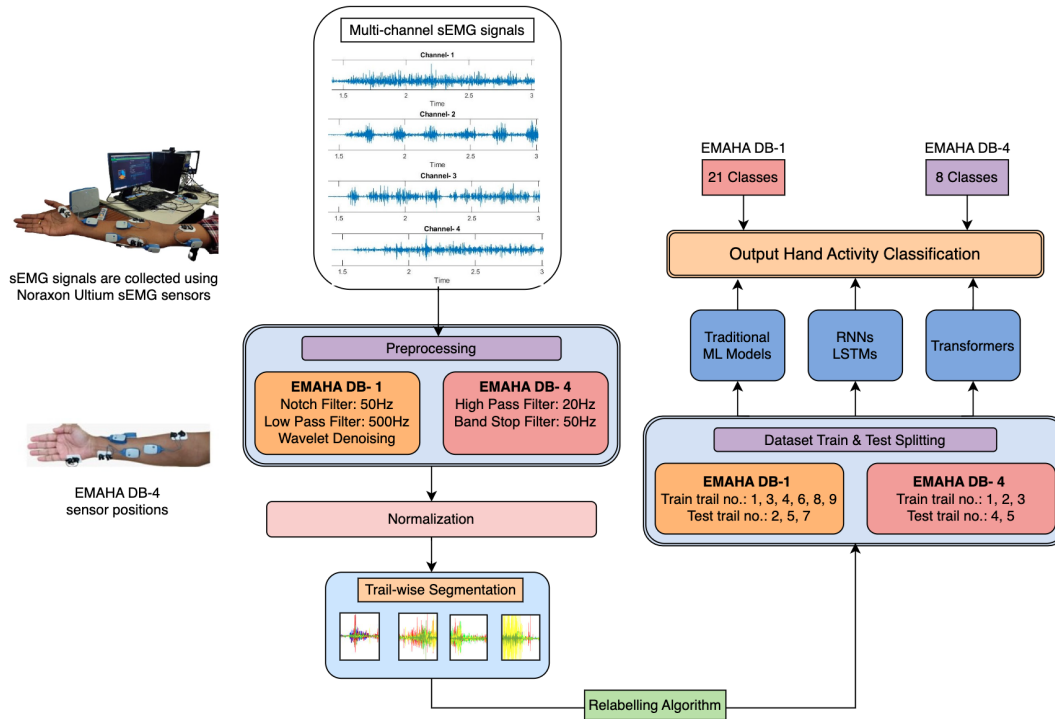 Multi-channel sEMG signals
Channel- 1
1.5 2 2.5 3
Time
Channel- 2
1.5 2 2.5 3
Time
Channel- 3
1.5 2 2.5 3
Time
Channel- 4
1.5 2 2.5 3
Time
sEMG signals are collected using
Noraxon Ultium sEMG sensors
EMAHA DB-4
sensor positions
Preprocessing
EMAHA DB- 1
Notch Filter: 50Hz
Low Pass Filter: 500Hz
Wavelet Denoising
EMAHA DB- 4
High Pass Filter: 20Hz
Band Stop Filter: 50Hz
Normalization
Trail-wise Segmentation
Relabelling Algorithm
Dataset Train & Test Splitting
EMAHA DB-1
Train trail no.: 1, 3, 4, 6, 8, 9
Test trail no.: 2, 5, 7
EMAHA DB- 4
Train trail no.: 1, 2, 3
Test trail no.: 4, 5
Traditional
ML Models
RNNs
LSTMs
Transformers
Output Hand Activity Classification
EMAHA DB-1
21 Classes
EMAHA DB-4
8 Classes